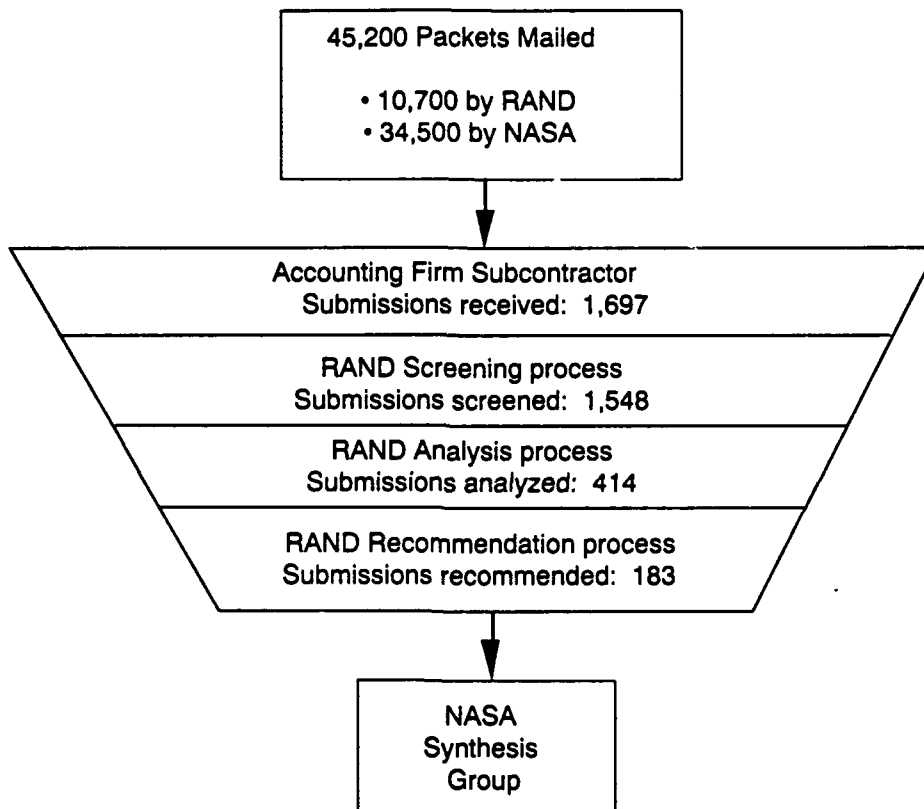 45,200 Packets Mailed
• 10,700 by RAND
• 34,500 by NASA
Accounting Firm Subcontractor
Submissions received: 1,697
RAND Screening process
Submissions screened: 1,548
RAND Analysis process
Submissions analyzed: 414
RAND Recommendation process
Submissions recommended: 183
NASA
Synthesis
Group